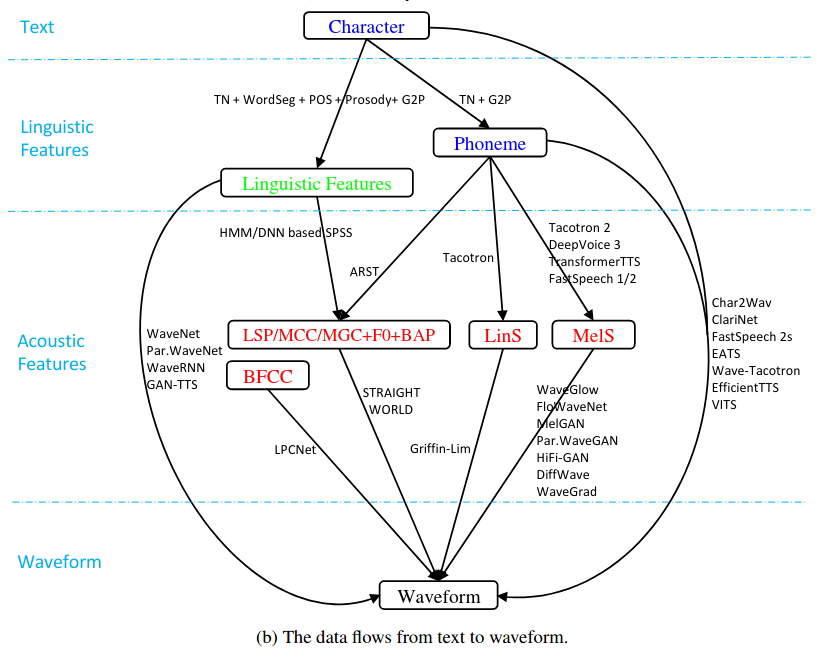 Text
Character
TN + WordSeg + POS + Prosody+ G2P
TN + G2P
Linguistic
Features
Phoneme
Linguistic Features
HMM/DNN based SPSS
ARST
Tacotron
Tacotron 2
DeepVoice 3
TransformerTTS
FastSpeech 1/2
Acoustic
Features
LSP/MCC/MGC+F0+BAP
LinS
MelS
BFCC
WaveNet
Par.WaveNet
WaveRNN
GAN-TTS
STRAIGHT
WORLD
LPCNet
Griffin-Lim
WaveGlow
FloWaveNet
MelGAN
Par.WaveGAN
HiFi-GAN
DiffWave
WaveGrad
Char2Wav
ClariNet
FastSpeech 2s
EATS
Wave-Tacotron
EfficientTTS
VITS
Waveform
Waveform
(b) The data flows from text to waveform.